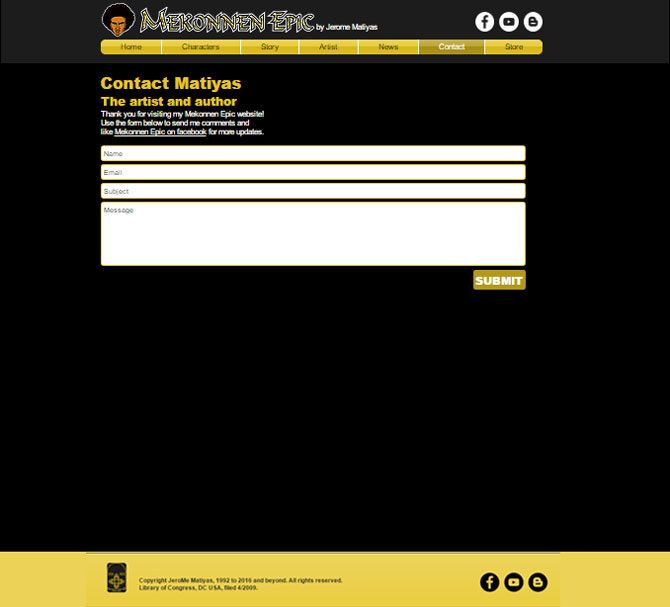 MEKONNEN EPIC by Jerome Matiyas
Home Characters Story Artist News Contact Store
Contact Matiyas
The artist and author
Thank you for visiting my Mekonnen Epic website!
Use the form below to send me comments and
like Mekonnen Epic on facebook for more updates.
Name
Email
Subject
Message
SUBMIT
Copyright JeroMe Matiyas, 1992 to 2016 and beyond. All rights reserved.
Library of Congress, DC USA, filed 4/2009.